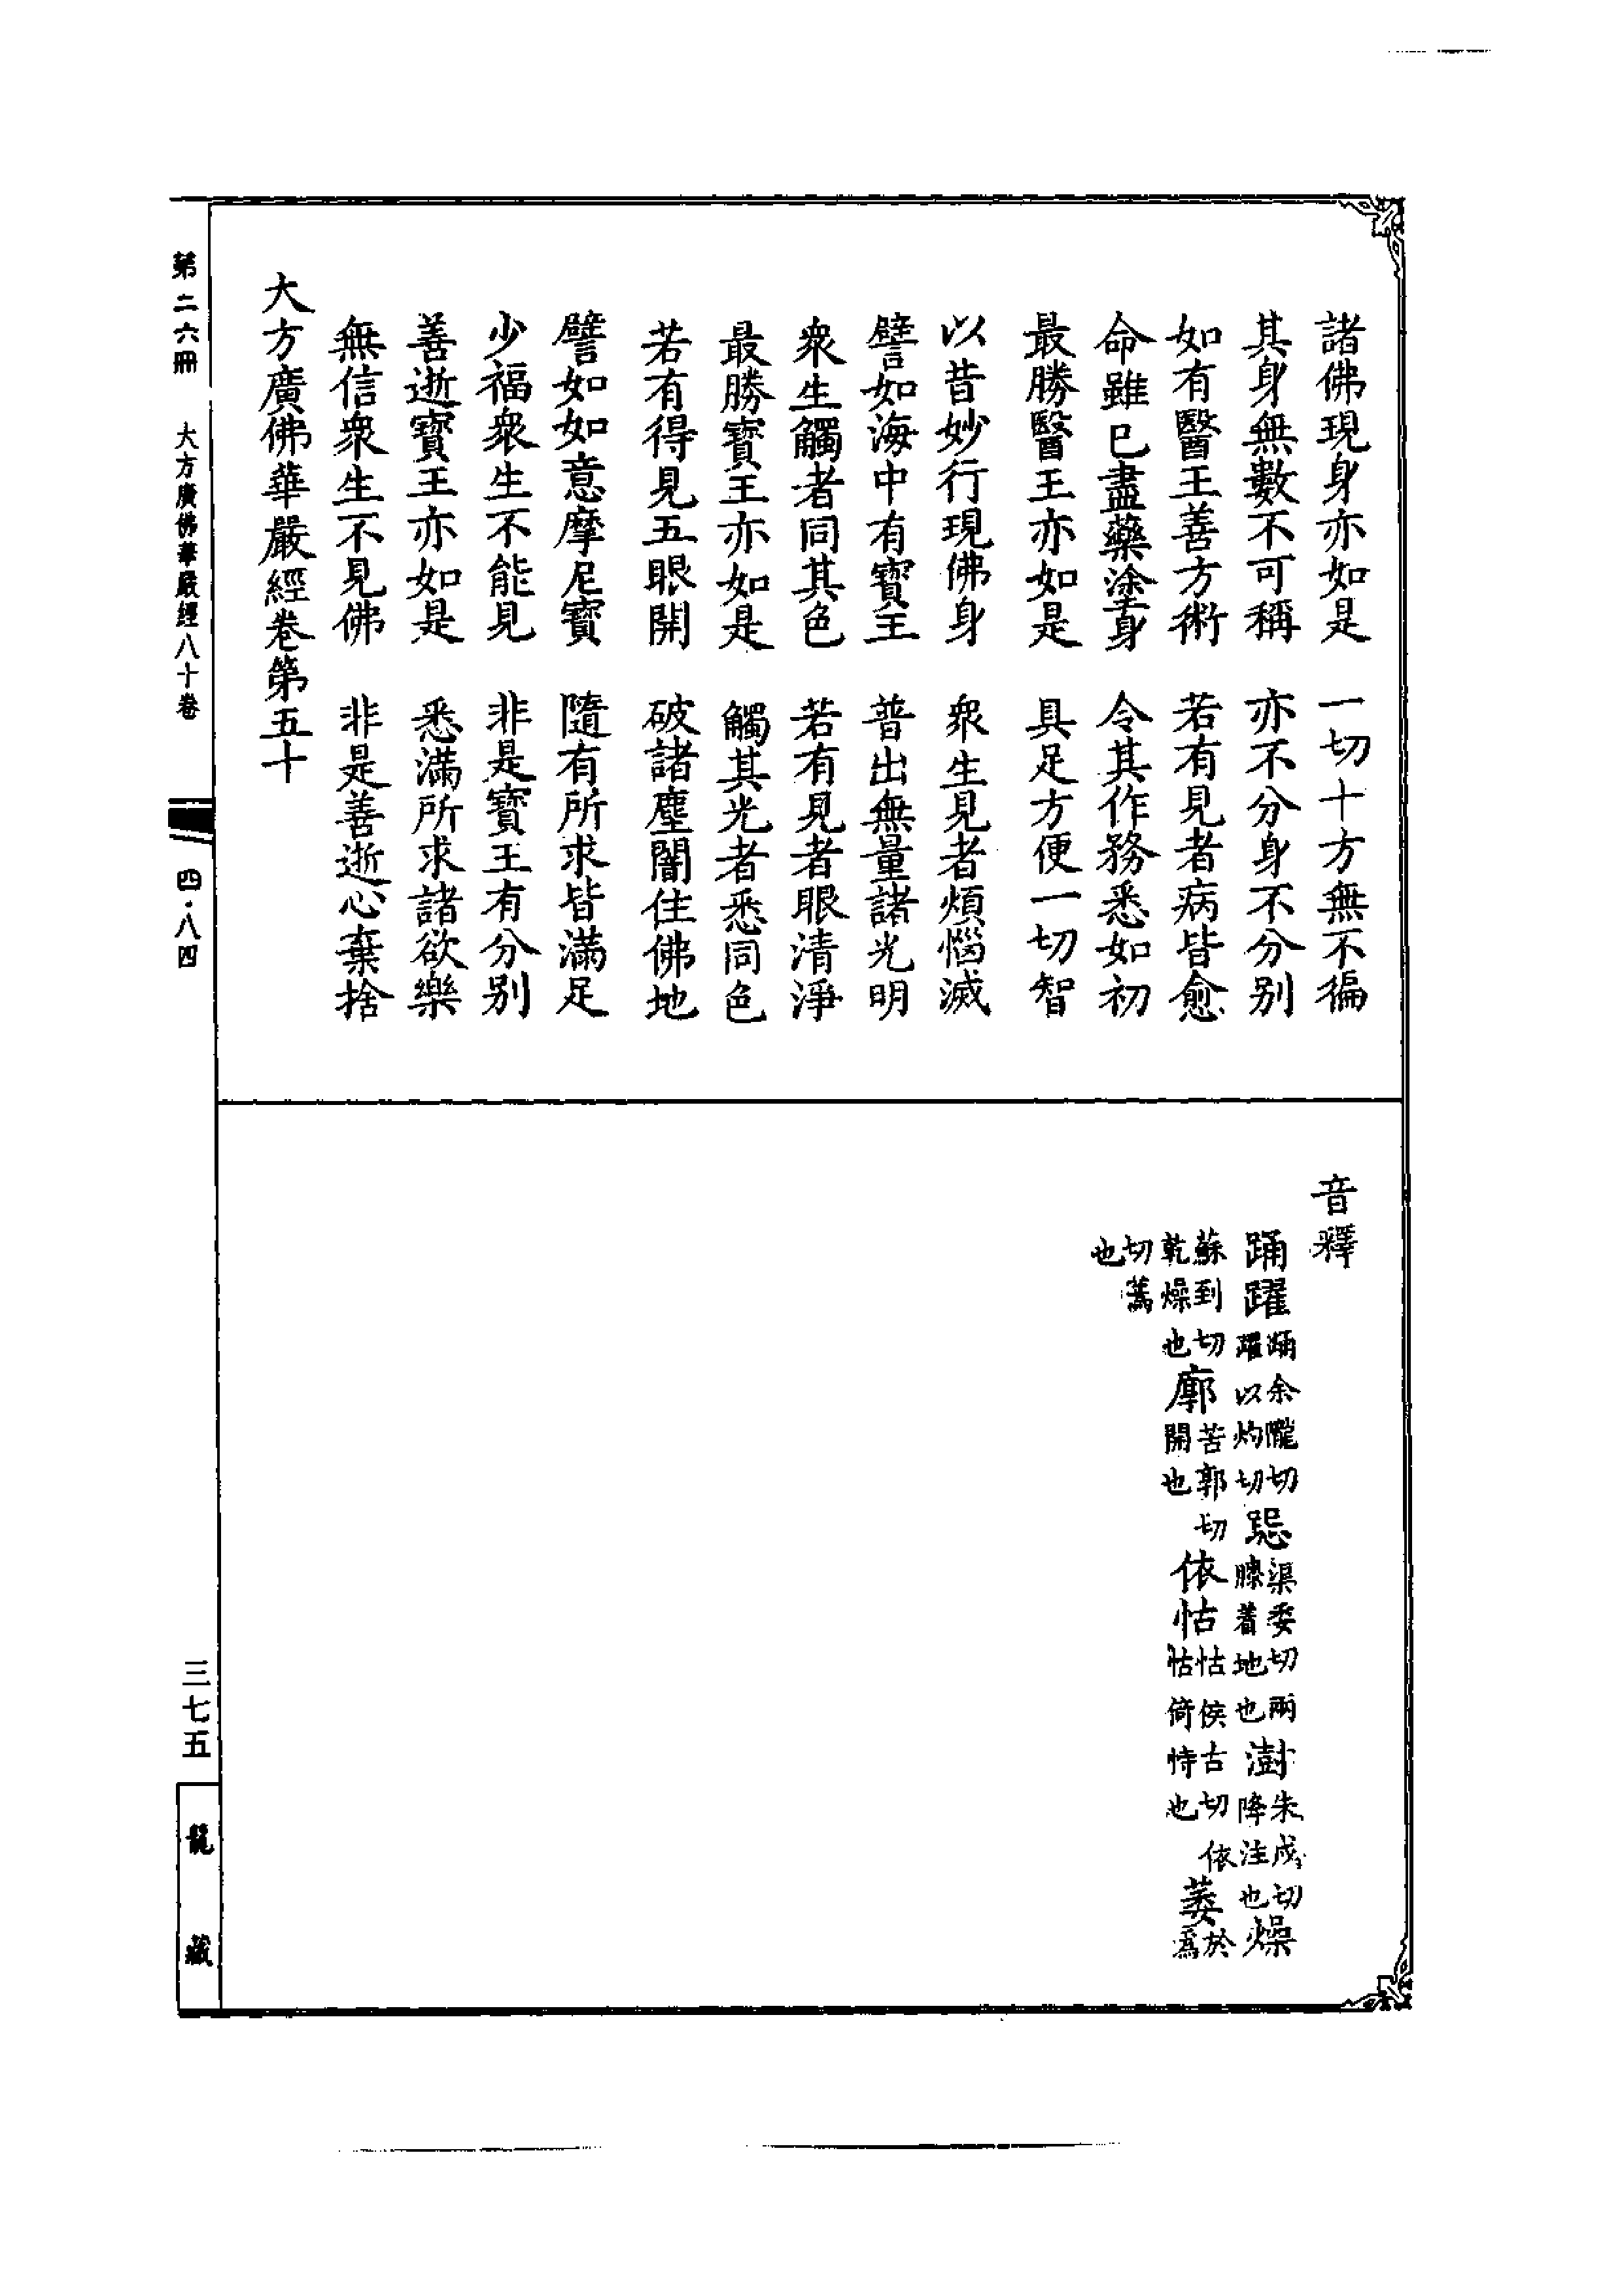 諸佛現身亦如是　一切十方無不徧
其身無數不可稱　亦不分身不分別
如有醫王善方術　若有見者病皆愈
命雖已盡藥塗身　令其作務悉如初
最勝醫王亦如是　具足方便一切智
以昔妙行現佛身　衆生見者煩惱滅
譬如海中有寶王　普出無量諸光明
衆生觸者同其色　若有見者眼清淨
最勝寶王亦如是　觸其光者悉同色
若有得見五眼開　破諸塵闇住佛地
譬如如意摩尼寶　隨有所求皆滿足
少福衆生不能見　非是寶王有分別
善逝寶王亦如是　悉滿所求諸欲樂
無信衆生不見佛　非是善逝心棄捨
大方廣佛華嚴經卷第五十
音釋
踊躍踊余隴切躍以灼切跽渠委切兩膝着地也澍朱戍切降注也燥
蘇到切乾燥也廓苦郭切開也依怙怙侯古切依怙倚恃也萎於爲
切蔫也
第二六冊　大方廣佛華嚴經八十卷　四·八四　三七五　龍藏